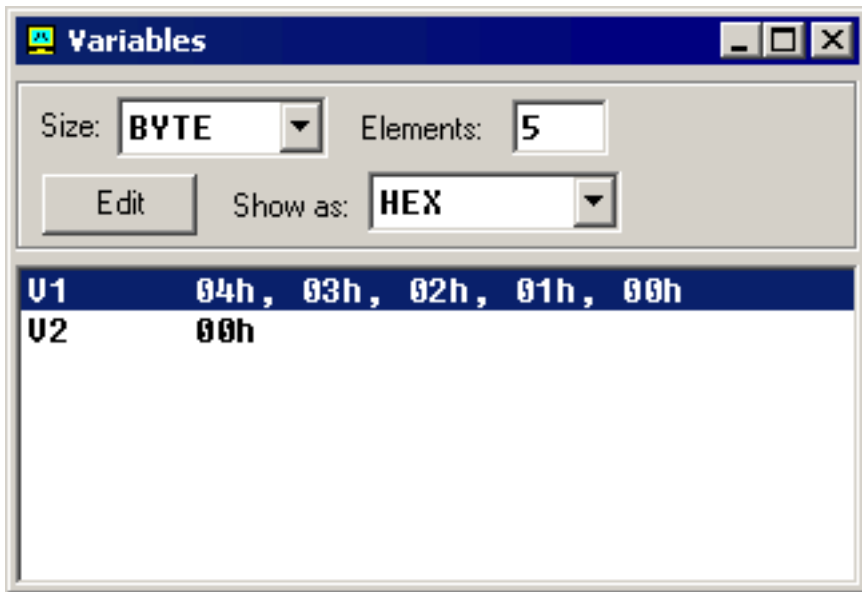 Variables
Size: BYTE Elements: 5
Edit Show as: HEX
V1 04h, 03h, 02h, 01h, 00h
V2 00h